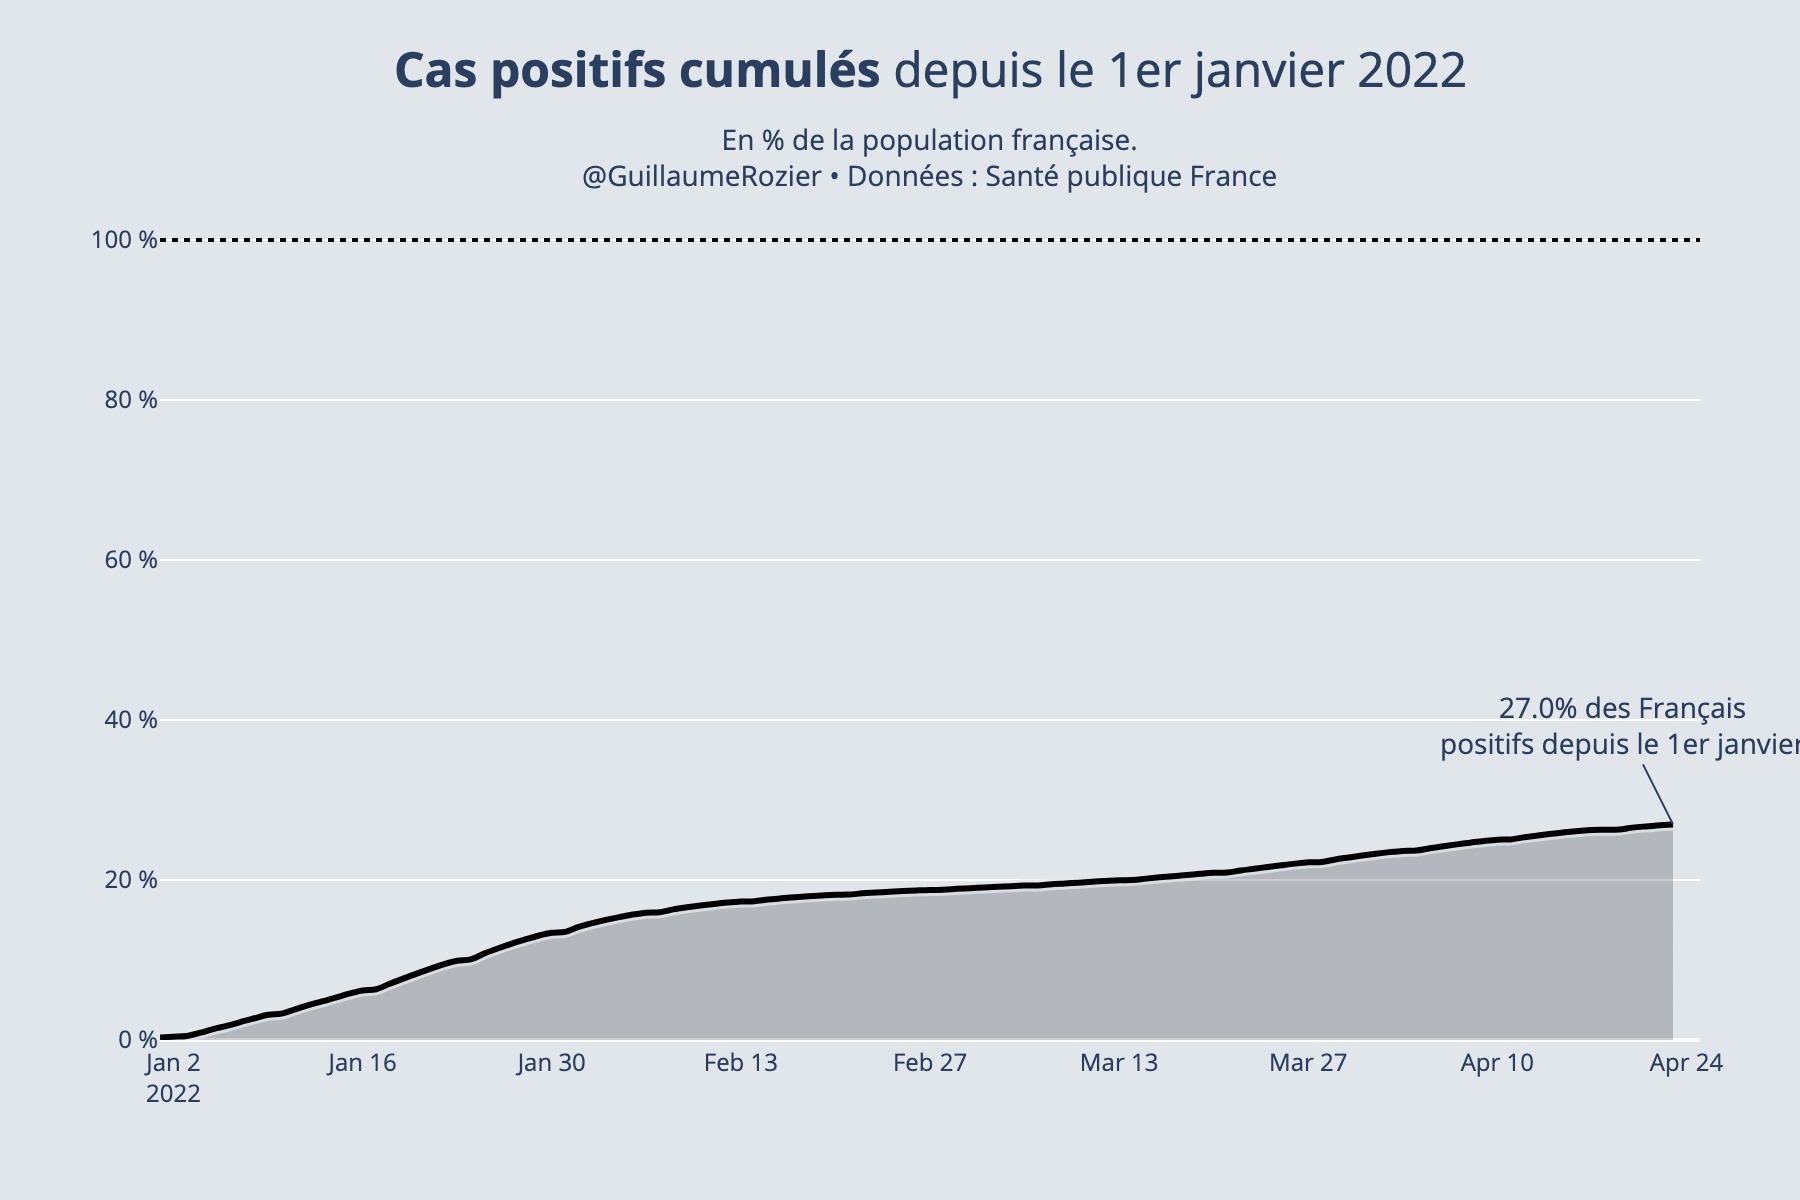 Cas positifs cumulés depuis le 1er janvier 2022
En % de la population française.
@GuillaumeRozier • Données : Santé publique France
100 %
80 %
60 %
40 %
20 %
0 %
27.0% des Français
positifs depuis le 1er janvier
Jan 2
2022
Jan 16
Jan 30
Feb 13
Feb 27
Mar 13
Mar 27
Apr 10
Apr 24